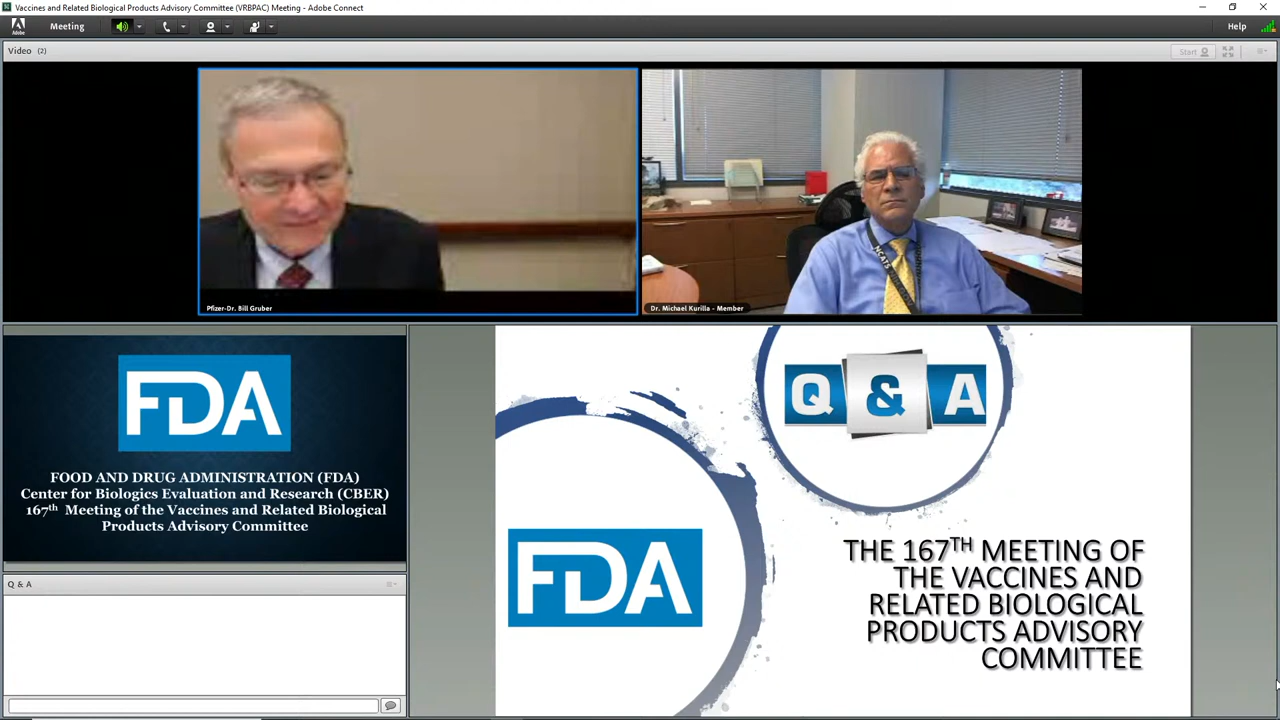 Vaccines and Related Biological Products Advisory Committee (VRBPAC) Meeting - Adobe Connect
Adobe
Meeting
Help
Video (2)
Start
Pfizer-Dr. Bill Gruber
NCATS
Dr. Michael Kurilla - Member
FDA
FOOD AND DRUG ADMINISTRATION (FDA)
Center for Biologics Evaluation and Research (CBER)
167th Meeting of the Vaccines and Related Biological
Products Advisory Committee
Q & A
Q & A
FDA
THE 167TH MEETING OF
THE VACCINES AND
RELATED BIOLOGICAL
PRODUCTS ADVISORY
COMMITTEE